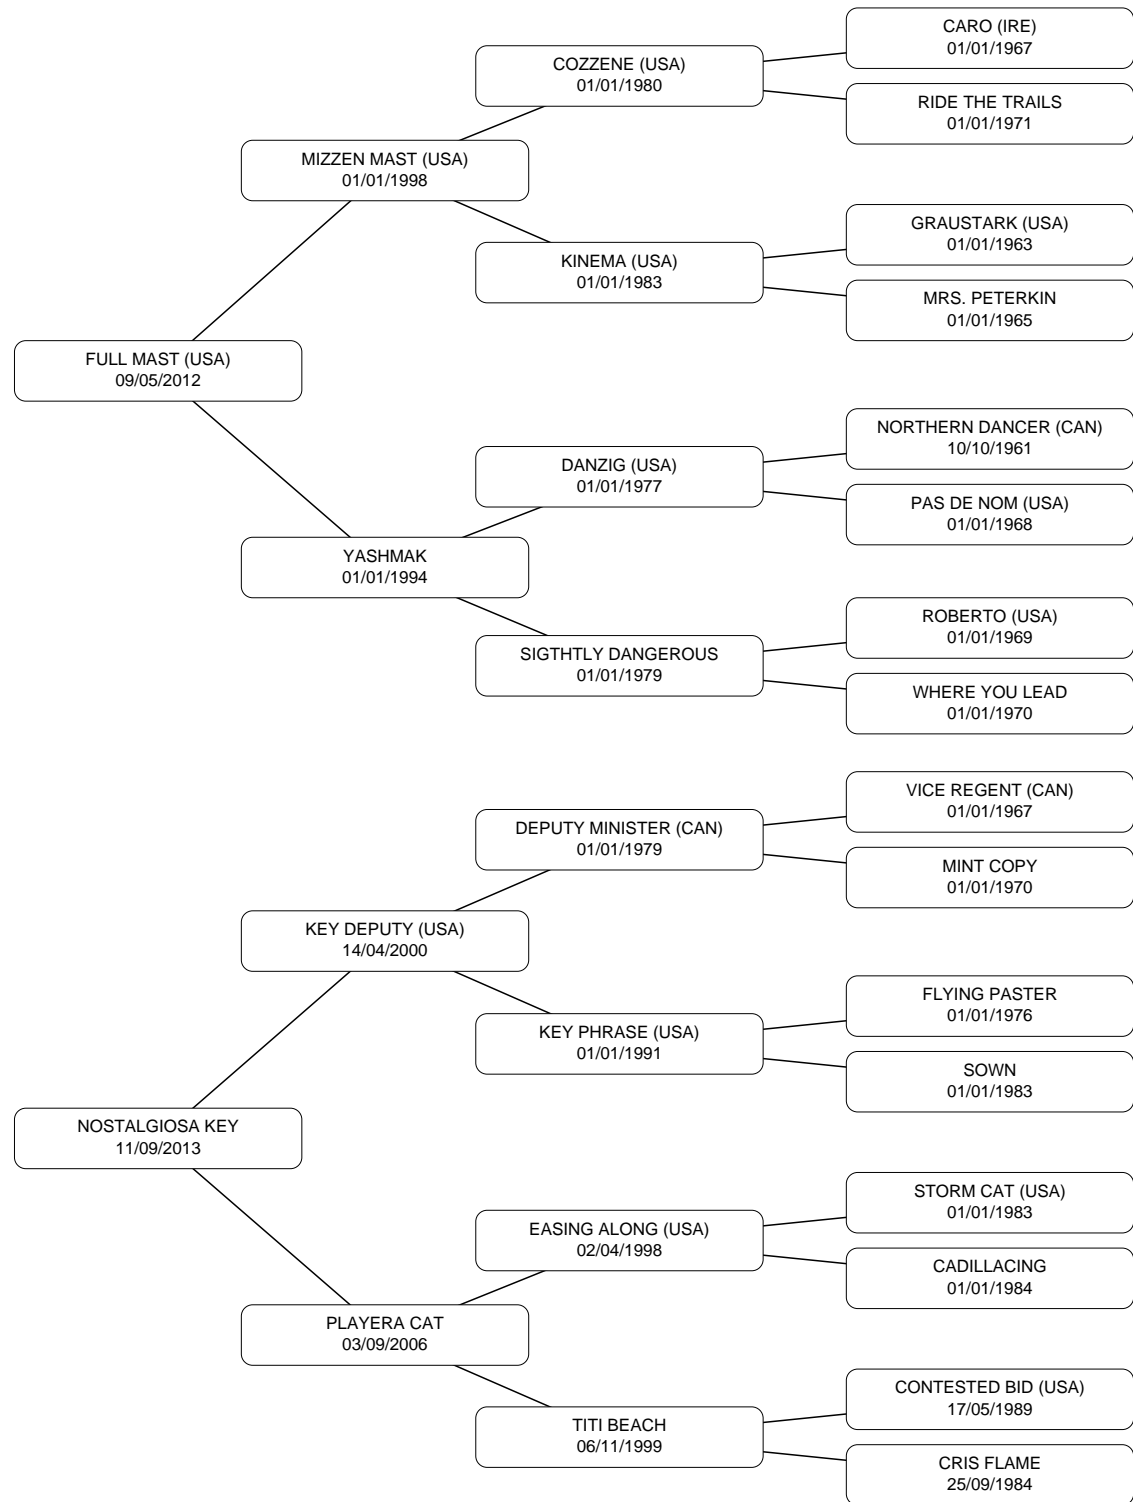 CARO (IRE)
01/01/1967
COZZENE (USA)
01/01/1980
RIDE THE TRAILS
01/01/1971
MIZZEN MAST (USA)
01/01/1998
GRAUSTARK (USA)
01/01/1963
KINEMA (USA)
01/01/1983
MRS. PETERKIN
01/01/1965
FULL MAST (USA)
09/05/2012
NORTHERN DANCER (CAN)
10/10/1961
DANZIG (USA)
01/01/1977
PAS DE NOM (USA)
01/01/1968
YASHMAK
01/01/1994
ROBERTO (USA)
01/01/1969
SIGTHTLY DANGEROUS
01/01/1979
WHERE YOU LEAD
01/01/1970
VICE REGENT (CAN)
01/01/1967
DEPUTY MINISTER (CAN)
01/01/1979
MINT COPY
01/01/1970
KEY DEPUTY (USA)
14/04/2000
FLYING PASTER
01/01/1976
KEY PHRASE (USA)
01/01/1991
SOWN
01/01/1983
NOSTALGIOSA KEY
11/09/2013
STORM CAT (USA)
01/01/1983
EASING ALONG (USA)
02/04/1998
CADILLACING
01/01/1984
PLAYERA CAT
03/09/2006
CONTESTED BID (USA)
17/05/1989
TITI BEACH
06/11/1999
CRIS FLAME
25/09/1984